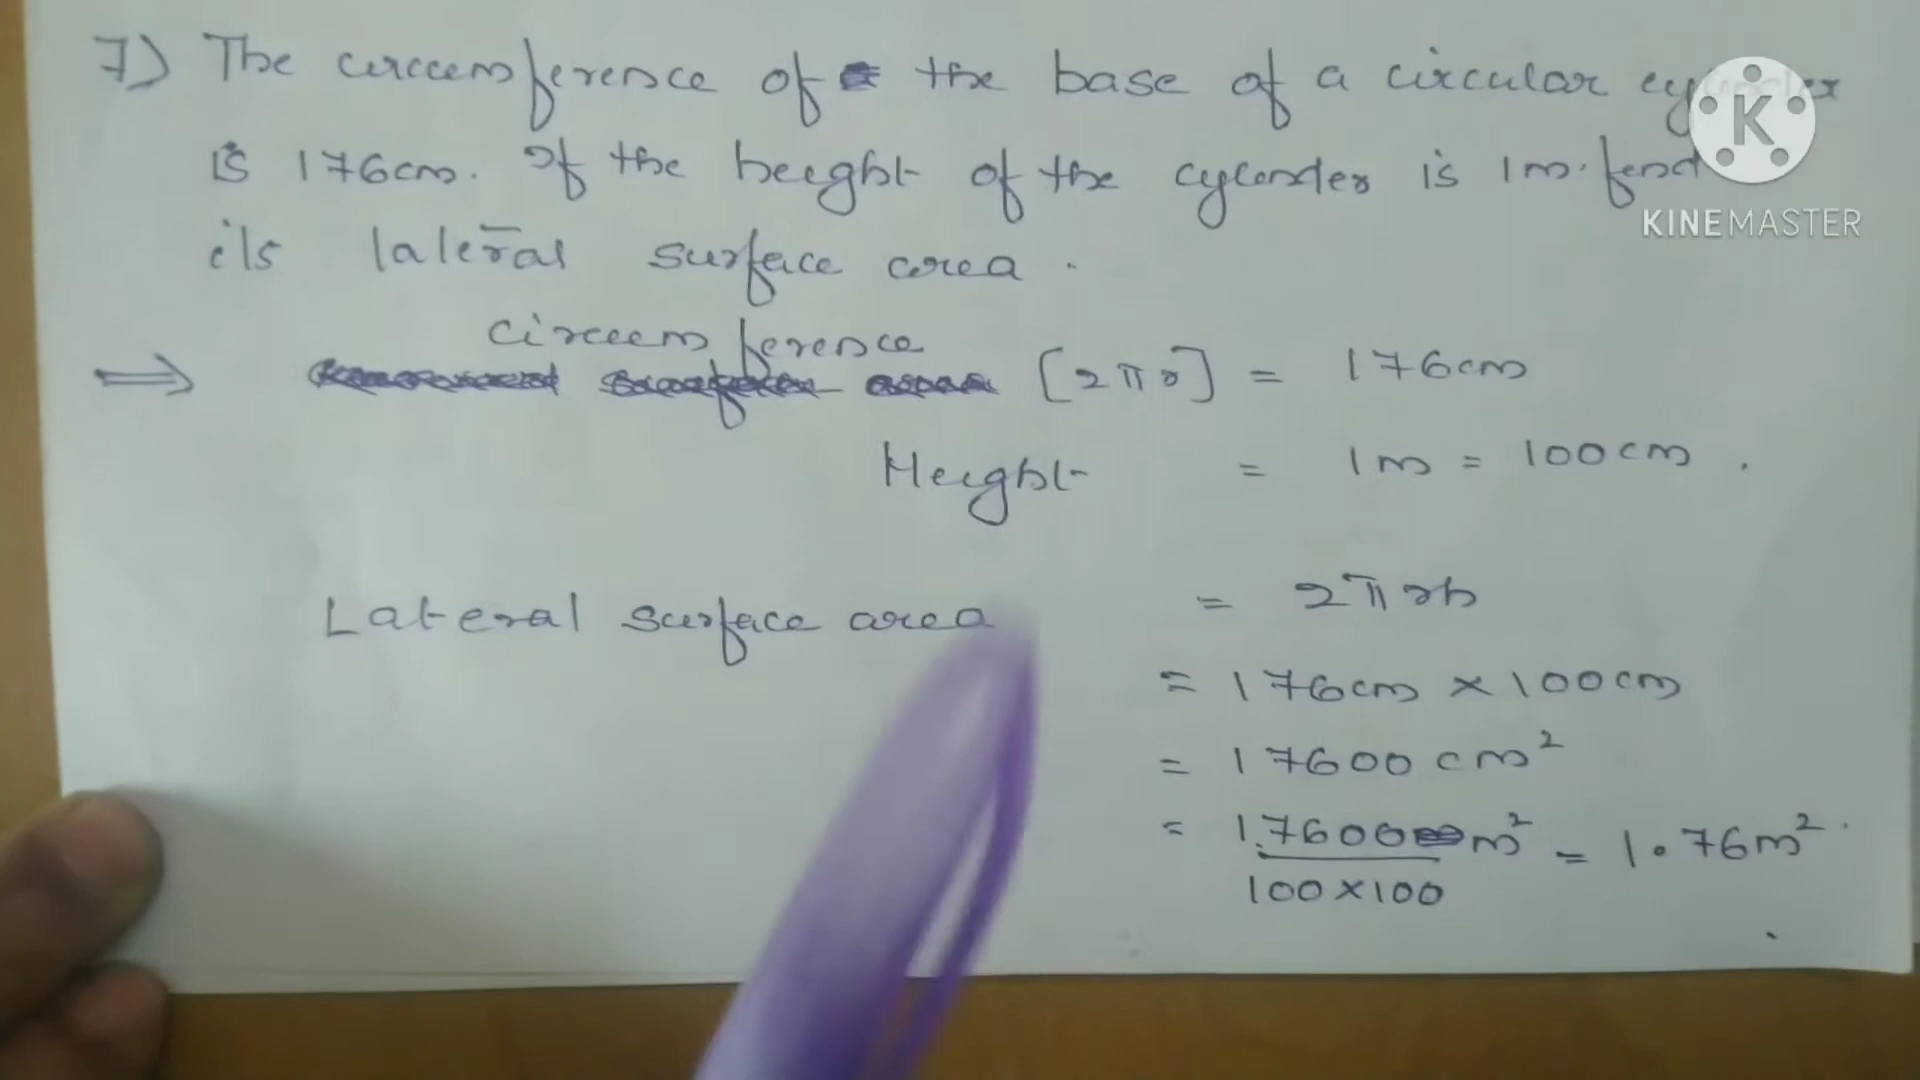 7) The circumference of the base of a circular
is 176cm. If the height of the cylinder is 1m. find
its lateral surface area.
circumference
[2πr] = 176cm
Height = 1m = 100cm.
Lateral surface area = 2πrh
= 176cm × 100cm
= 17600 cm²
= 1.7600 m² = 1.76m².
100×100
K
KINEMASTER